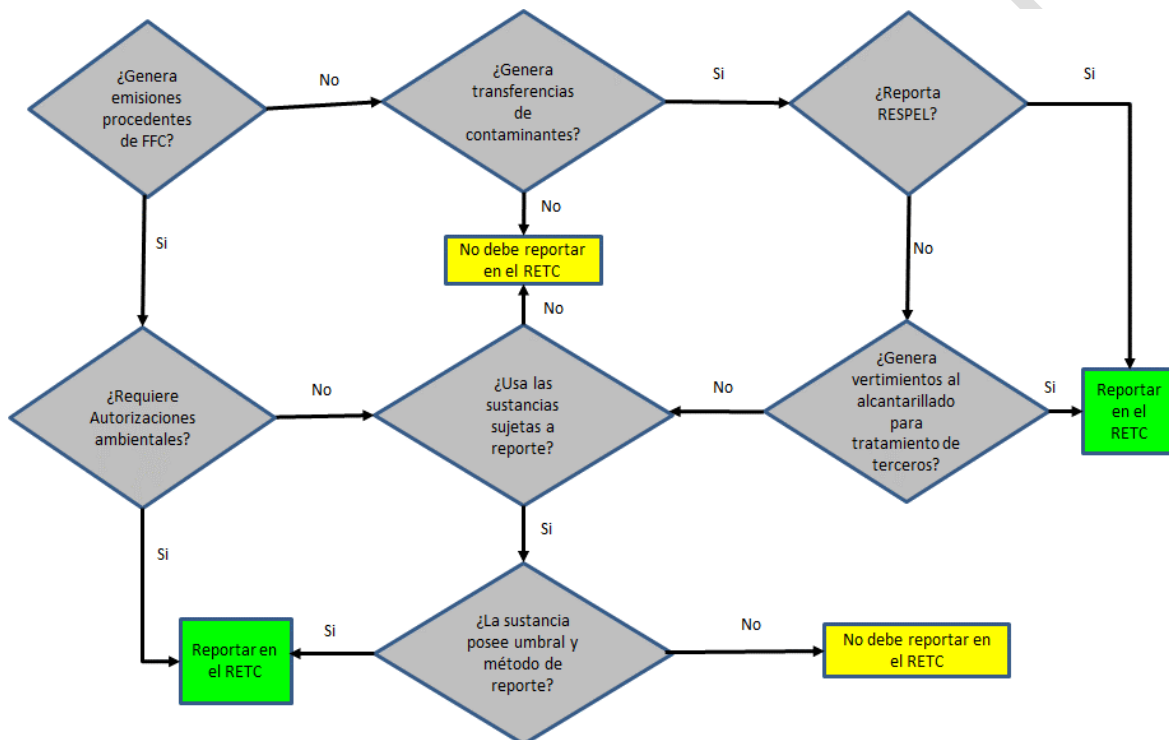 ¿Genera
emisiones
procedentes
de FFC?
No
¿Genera
transferencias
de
contaminantes?
Si
¿Reporta
RESPEL?
Si
Si
No
No debe reportar
en el RETC
No
No
¿Requiere
Autorizaciones
ambientales?
No
¿Usa las
sustancias
sujetas a
reporte?
No
¿Genera
vertimientos al
alcantarillado
para
tratamiento de
terceros?
Si
Reportar
en el
RETC
Si
Si
Reportar en
el RETC
Si
¿La sustancia
posee umbral y
método de
reporte?
No
No debe reportar en
el RETC